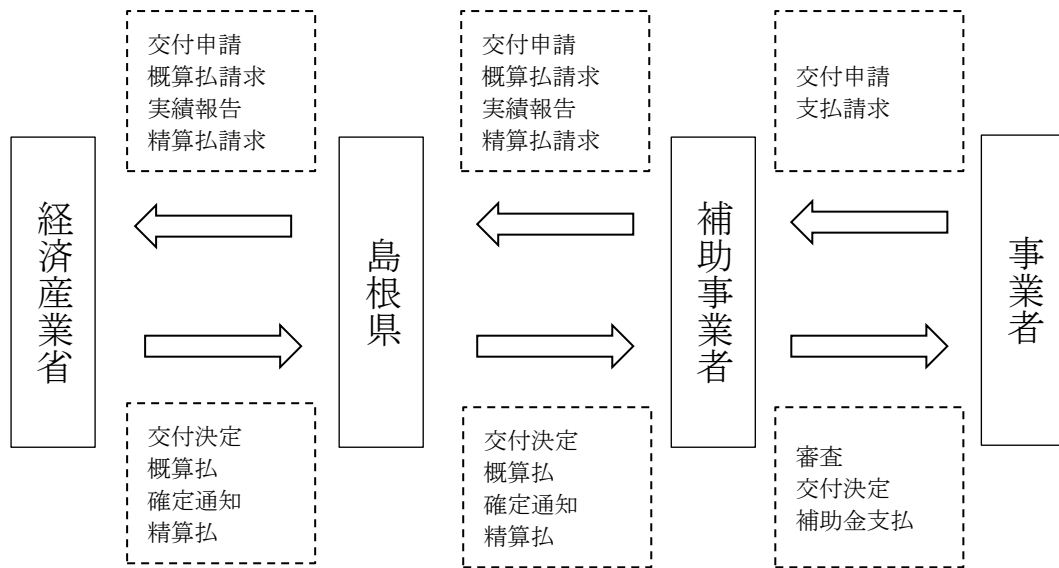 交付申請
概算払請求
実績報告
精算払請求
交付申請
概算払請求
実績報告
精算払請求
交付申請
支払請求
経済産業省
島根県
補助事業者
事業者
交付決定
概算払
確定通知
精算払
交付決定
概算払
確定通知
精算払
審査
交付決定
補助金支払